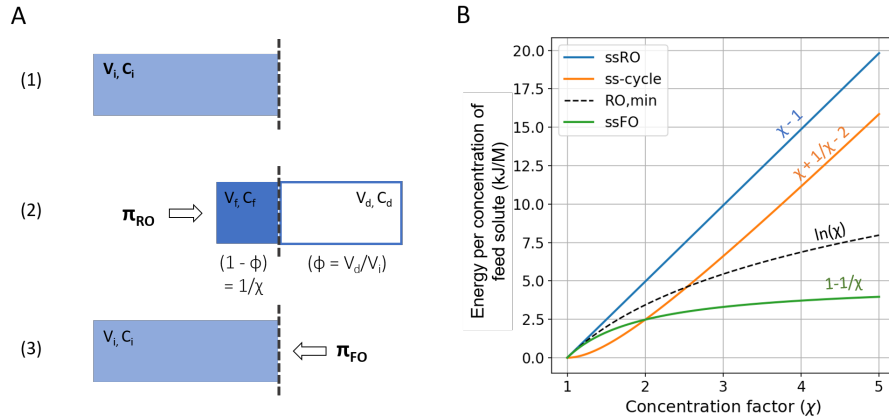 A
(1)
Vi, Ci
(2)
πRO
Vf, Cf
Vd, Cd
(1 - ϕ)
= 1/χ
(ϕ = Vd/Vi)
(3)
Vi, Ci
πFO
B
Energy per concentration of
feed solute (kJ/M)
20.0
17.5
15.0
12.5
10.0
7.5
5.0
2.5
0.0
ssRO
ss-cycle
RO,min
ssFO
χ - 1
χ + 1/χ - 2
ln(χ)
1-1/χ
1
2
3
4
5
Concentration factor (χ)